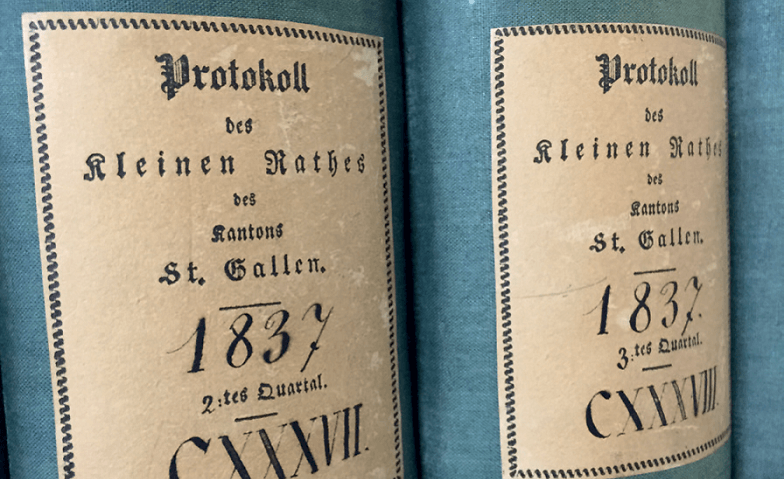 Protokoll
des
Kleinen Rathes
des
Kantons
St. Gallen.
1837
2:tes Quartal.
CXXXVII.
Protokoll
des
Kleinen Rathes
des
Kantons
St. Gallen.
1837.
3:tes Quartal.
CXXXVIII.